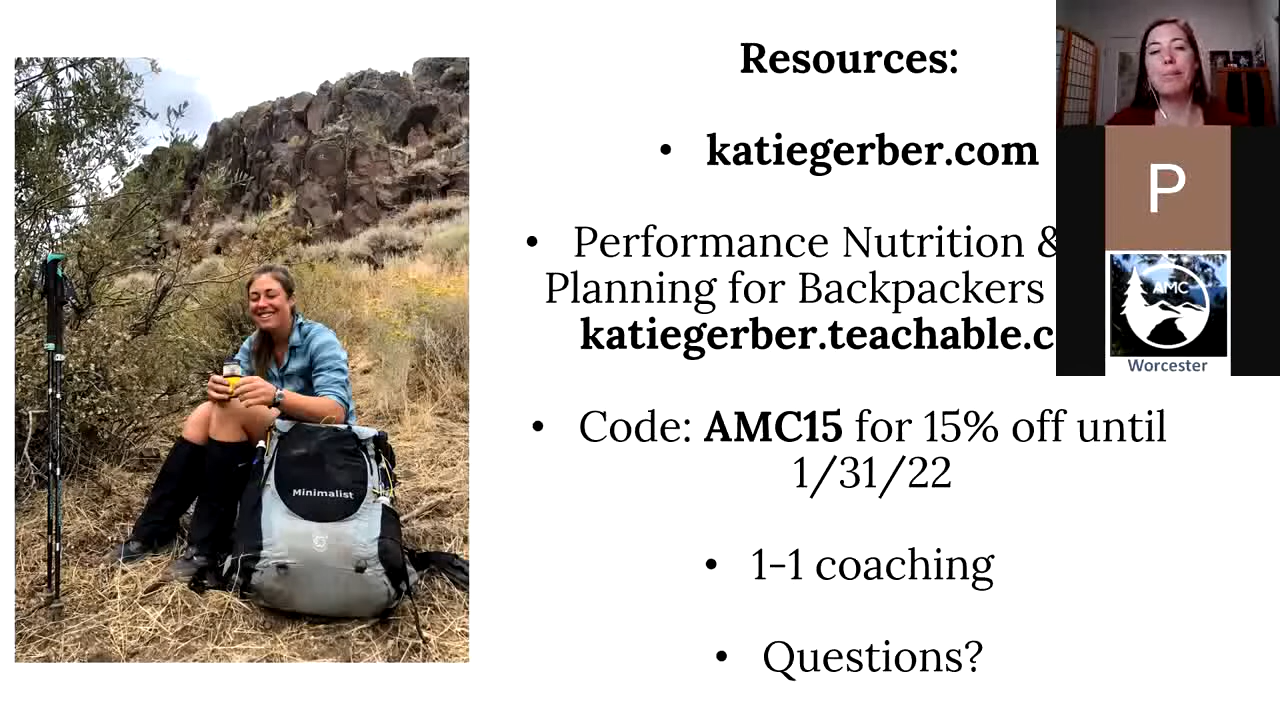 Resources:
• katiegerber.com
• Performance Nutrition &
Planning for Backpackers
katiegerber.teachable.c
• Code: AMC15 for 15% off until
1/31/22
• 1-1 coaching
• Questions?
Minimalist
P
AMC
Worcester